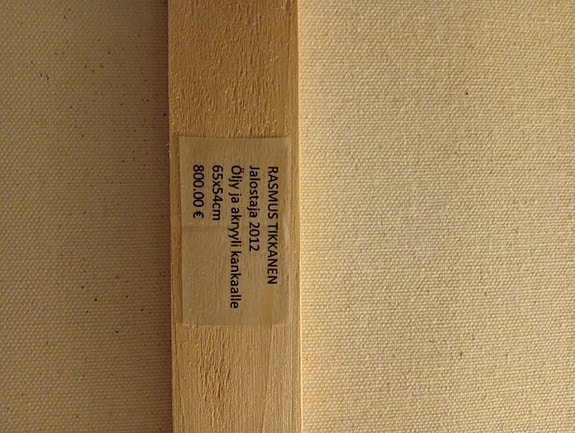 RASMUS TIKKANEN
Jalostaja 2012
Öljy ja akryyli kankaalle
65x54cm
800.00 €